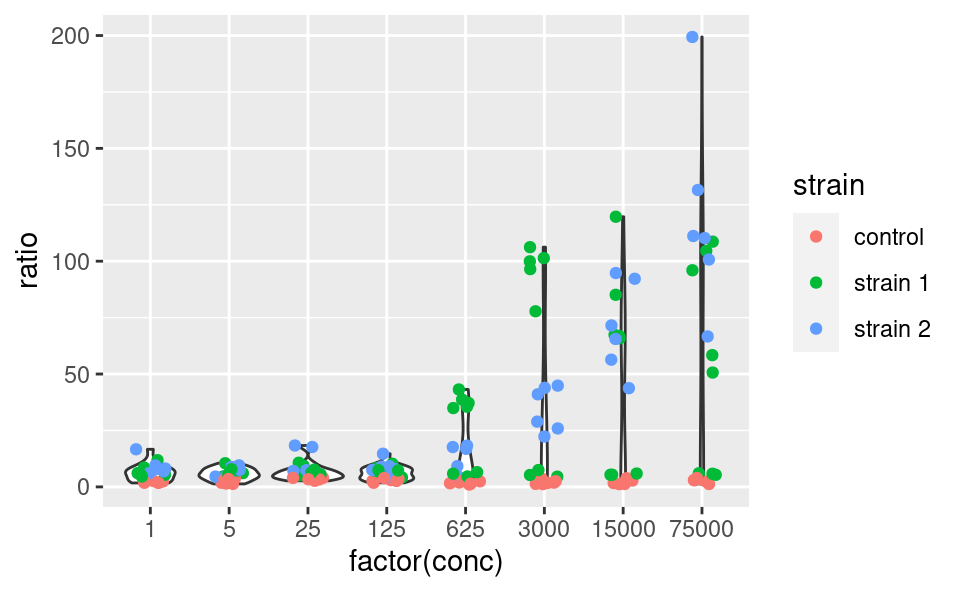 200
150
100
50
0
ratio
1 5 25 125 625 3000 15000 75000
factor(conc)
strain
control
strain 1
strain 2